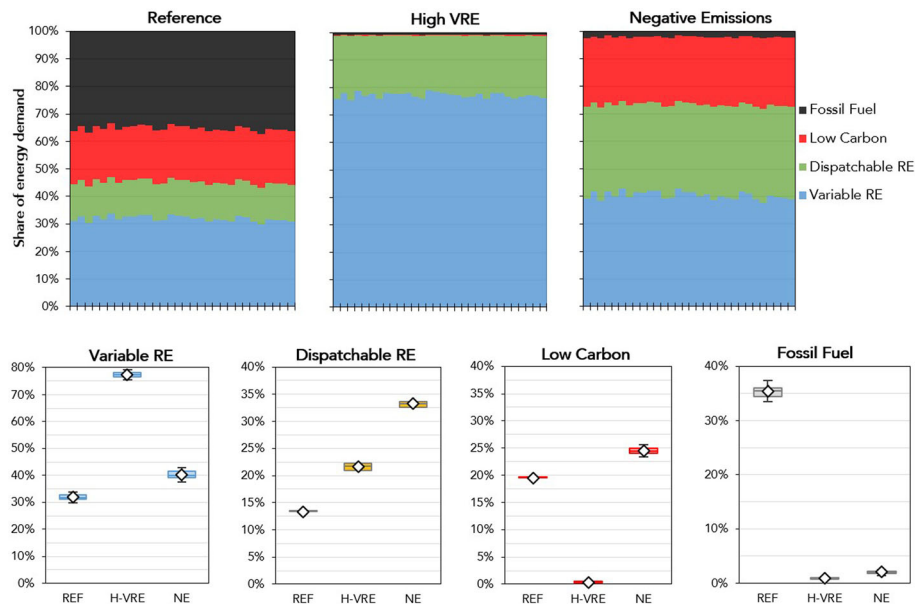 Reference
High VRE
Negative Emissions
Share of energy demand
100%
90%
80%
70%
60%
50%
40%
30%
20%
10%
0%
Fossil Fuel
Low Carbon
Dispatchable RE
Variable RE
Variable RE
80%
70%
60%
50%
40%
30%
20%
10%
0%
REF H-VRE NE
Dispatchable RE
40%
35%
30%
25%
20%
15%
10%
5%
0%
REF H-VRE NE
Low Carbon
40%
35%
30%
25%
20%
15%
10%
5%
0%
REF H-VRE NE
Fossil Fuel
40%
30%
20%
10%
0%
REF H-VRE NE